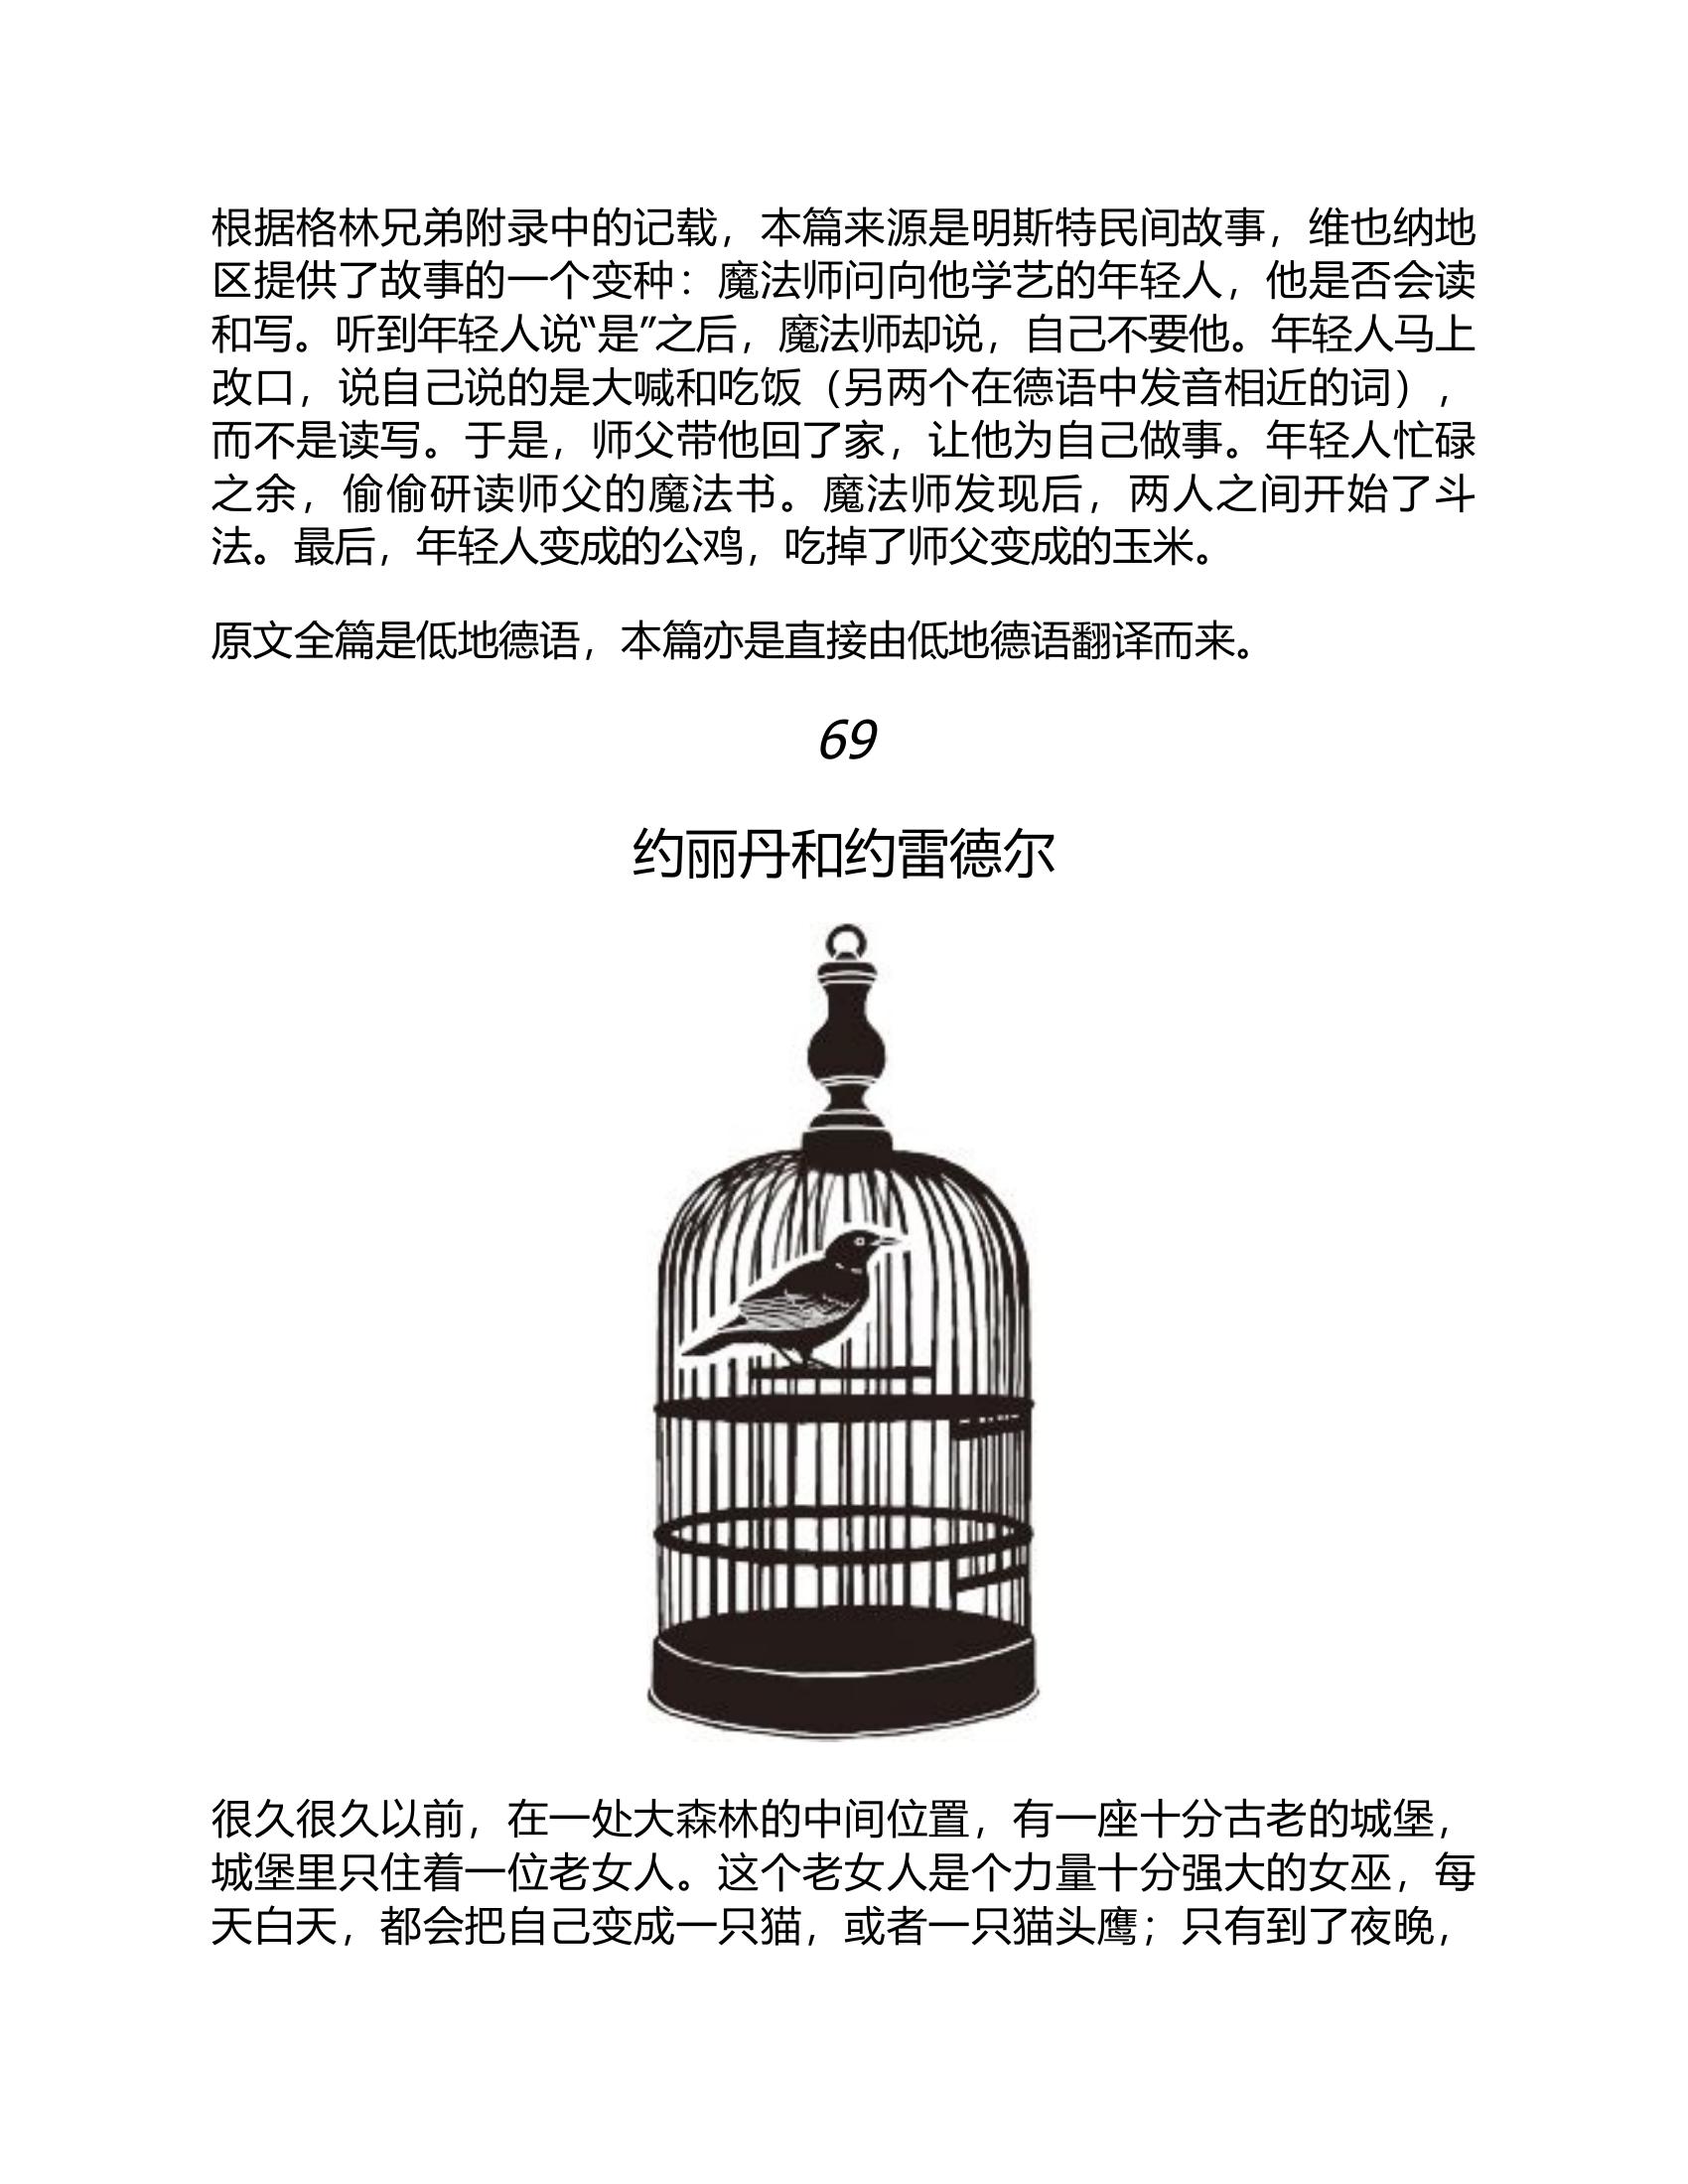 根据格林兄弟附录中的记载，本篇来源是明斯特民间故事，维也纳地
区提供了故事的一个变种：魔法师问向他学艺的年轻人，他是否会读
和写。听到年轻人说“是”之后，魔法师却说，自己不要他。年轻人马上
改口，说自己说的是大喊和吃饭（另两个在德语中发音相近的词），
而不是读写。于是，师父带他回了家，让他为自己做事。年轻人忙碌
之余，偷偷研读师父的魔法书。魔法师发现后，两人之间开始了斗
法。最后，年轻人变成的公鸡，吃掉了师父变成的玉米。
原文全篇是低地德语，本篇亦是直接由低地德语翻译而来。
69
约丽丹和约雷德尔
很久很久以前，在一处大森林的中间位置，有一座十分古老的城堡，
城堡里只住着一位老女人。这个老女人是个力量十分强大的女巫，每
天白天，都会把自己变成一只猫，或者一只猫头鹰；只有到了夜晚，